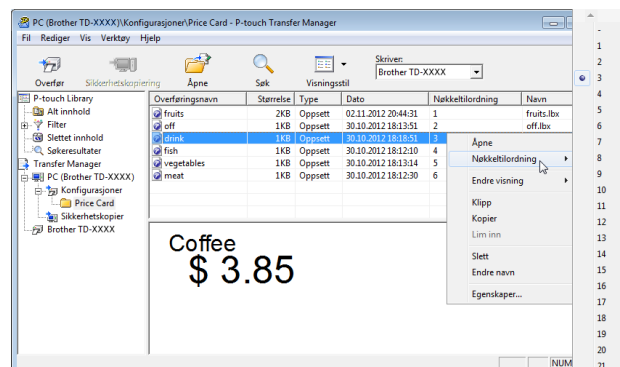 PC (Brother TD-XXXX)\Konfigurasjoner\Price Card - P-touch Transfer Manager
Fil Rediger Vis Verktøy Hjelp
Skriver:
Brother TD-XXXX
Overfør Sikkerhetskopiering Åpne Søk Visningsstil
P-touch Library
Alt innhold
Filter
Slettet innhold
Søkeresultater
Transfer Manager
PC (Brother TD-XXXX)
Konfigurasjoner
Price Card
Sikkerhetskopier
Brother TD-XXXX
Overføringsnavn Størrelse Type Dato Nøkkeltilordning Navn
fruits 2KB Oppsett 02.11.2012 20:44:31 1 fruits.lbx
off 1KB Oppsett 30.10.2012 18:13:51 2 off.lbx
drink 1KB Oppsett 30.10.2012 18:18:51 3
fish 1KB Oppsett 30.10.2012 18:12:10 4
vegetables 1KB Oppsett 30.10.2012 18:13:14 5
meat 1KB Oppsett 30.10.2012 18:12:30 6
Coffee
$ 3.85
Åpne
Nøkkeltilordning
Endre visning
Klipp
Kopier
Lim inn
Slett
Endre navn
Egenskaper...
-
1
2
3
4
5
6
7
8
9
10
11
12
13
14
15
16
17
18
19
20
21
NUM